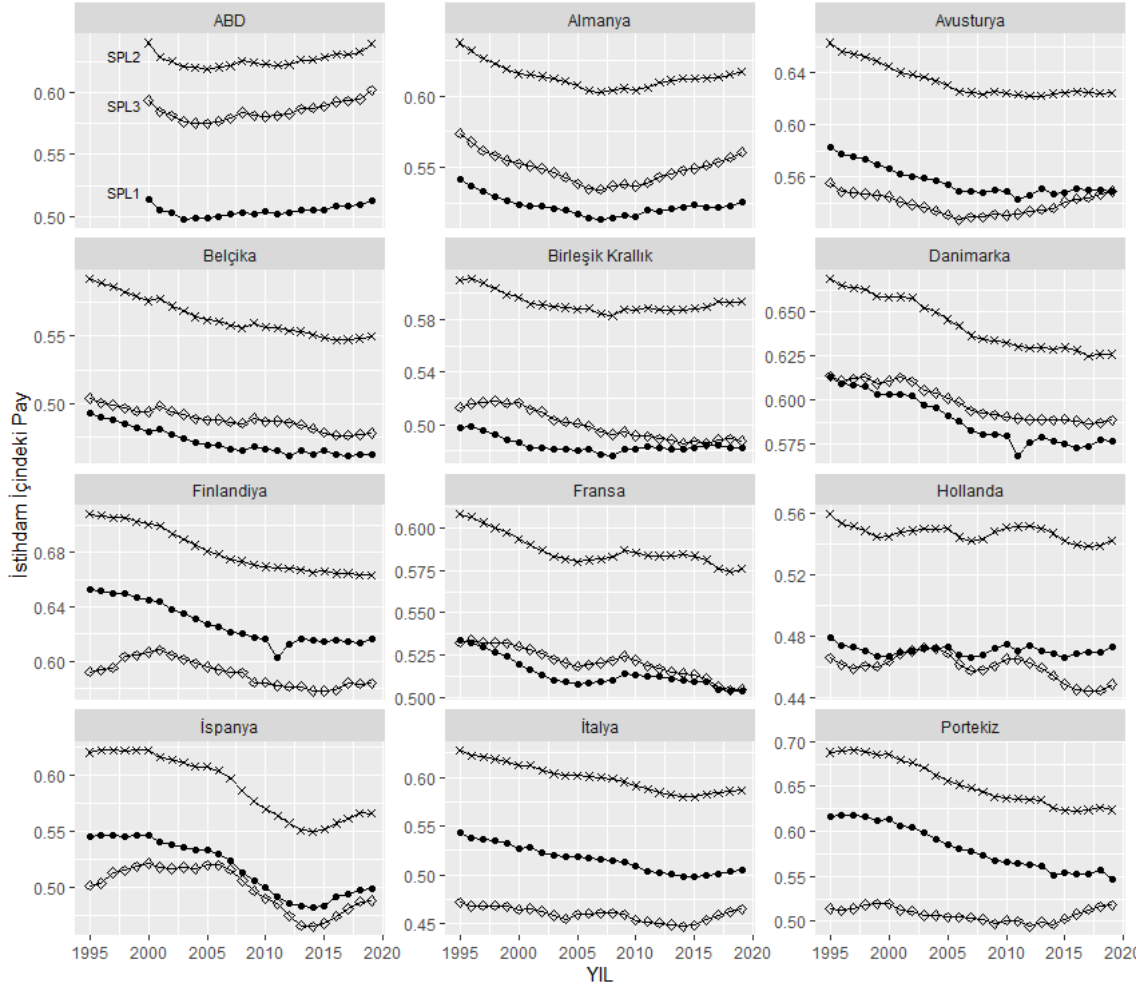 ABD
Almanya
Avusturya
SPL2
SPL3
SPL1
0.60
0.55
0.50
0.60
0.55
0.64
0.60
0.56
Belçika
Birleşik Krallık
Danimarka
0.55
0.50
0.58
0.54
0.50
0.650
0.625
0.600
0.575
Finlandiya
Fransa
Hollanda
0.68
0.64
0.60
0.600
0.575
0.550
0.525
0.500
0.56
0.52
0.48
0.44
İspanya
İtalya
Portekiz
0.60
0.55
0.50
0.60
0.55
0.50
0.45
0.70
0.65
0.60
0.55
0.50
1995 2000 2005 2010 2015 2020
1995 2000 2005 2010 2015 2020
1995 2000 2005 2010 2015 2020
İstihdam İçindeki Pay
YIL